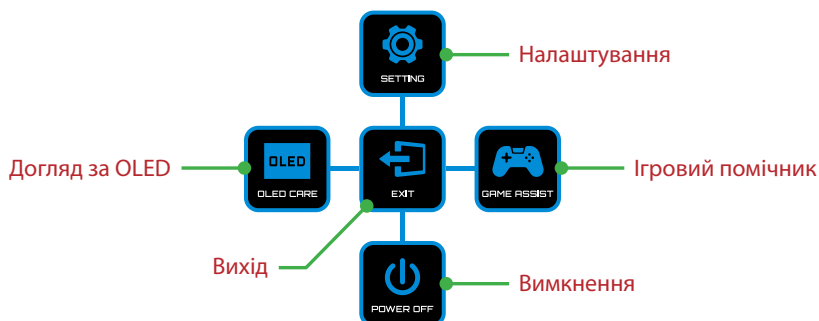 SETTING
Налаштування
Догляд за OLED
OLED
OLED CARE
EXIT
GAME ASSIST
Ігровий помічник
Вихід
POWER OFF
Вимкнення